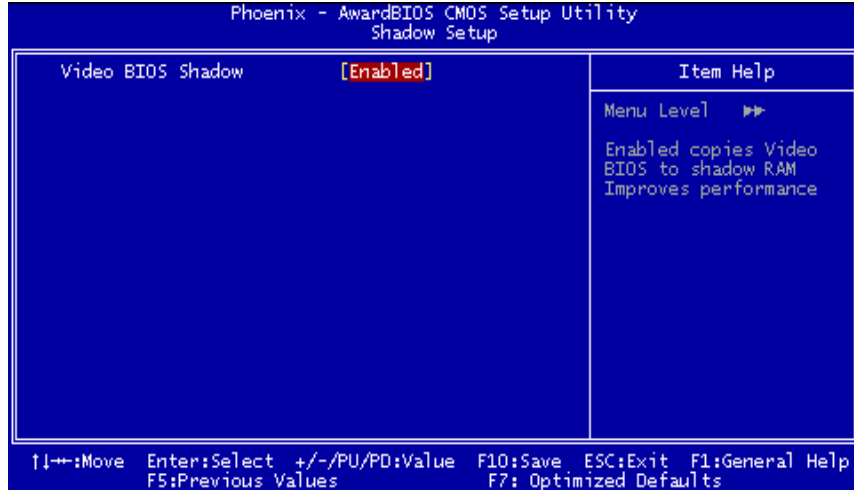 Phoenix - AwardBIOS CMOS Setup Utility
Shadow Setup
Video BIOS Shadow [Enabled]
Item Help
Menu Level ►►
Enabled copies Video
BIOS to shadow RAM
Improves performance
↑↓→←:Move Enter:Select +/-/PU/PD:Value F10:Save ESC:Exit F1:General Help
F5:Previous Values F7: Optimized Defaults